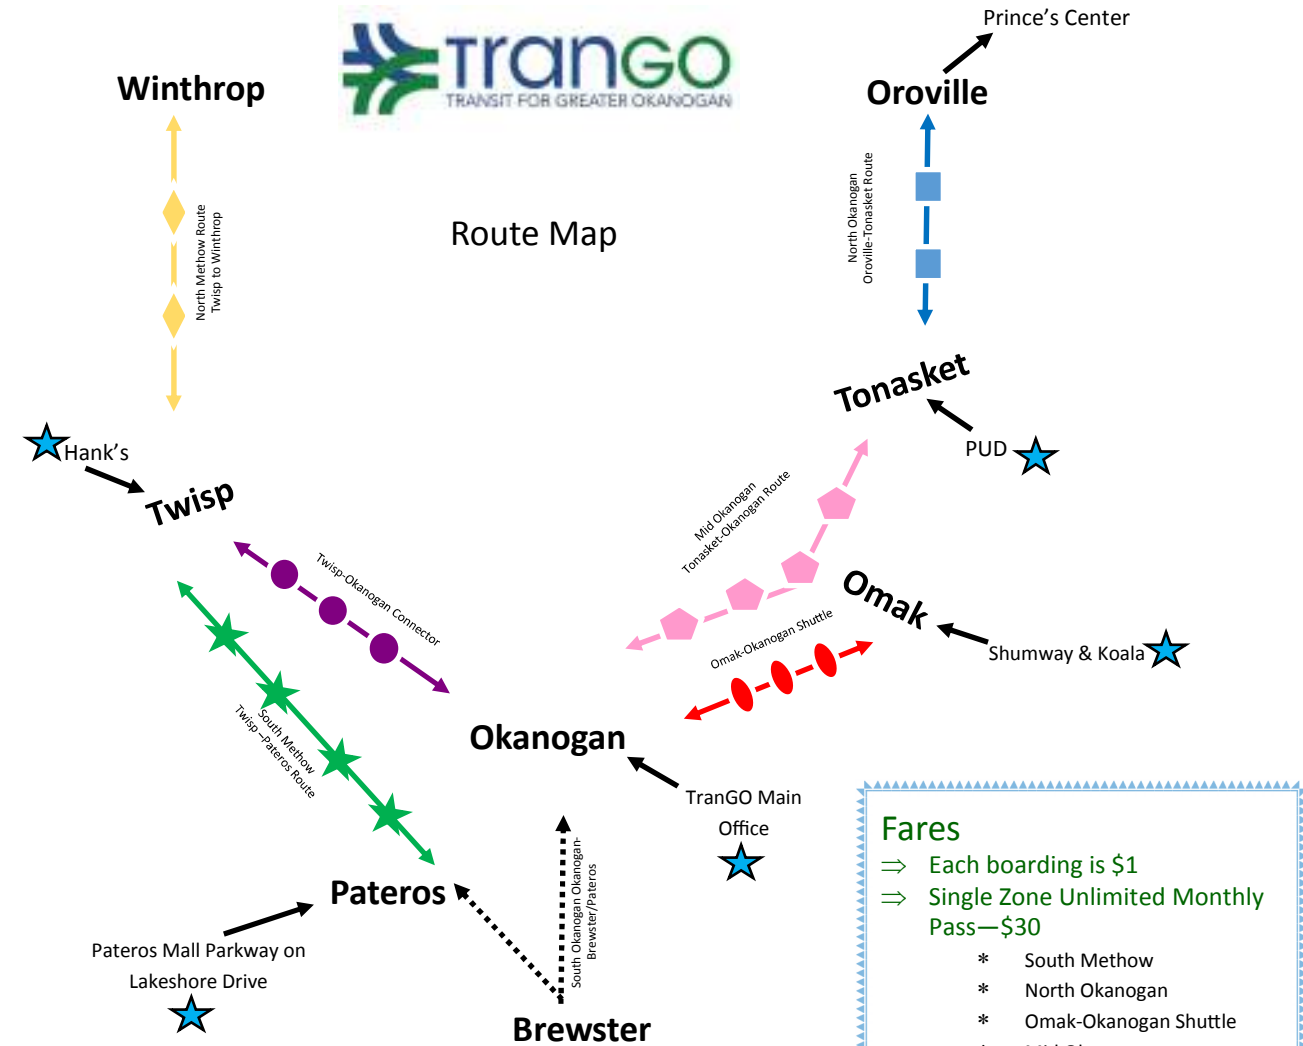 Prince's Center
TranGO
TRANSIT FOR GREATER OKANOGAN
Winthrop
Oroville
North Methow Route
Twisp to Winthrop
Route Map
North Okanogan
Oroville-Tonasket Route
Tonasket
Hank's
PUD
Twisp
Mid Okanogan
Tonasket-Okanogan Route
Twisp-Okanogan Connector
Omak
Omak-Okanogan Shuttle
Shumway & Koala
South Methow
Twisp –Pateros Route
Okanogan
TranGO Main
Office
Pateros
South Okanogan Okanogan-
Brewster/Pateros
Pateros Mall Parkway on
Lakeshore Drive
Brewster
Fares
⇒ Each boarding is $1
⇒ Single Zone Unlimited Monthly
Pass—$30
* South Methow
* North Okanogan
* Omak-Okanogan Shuttle